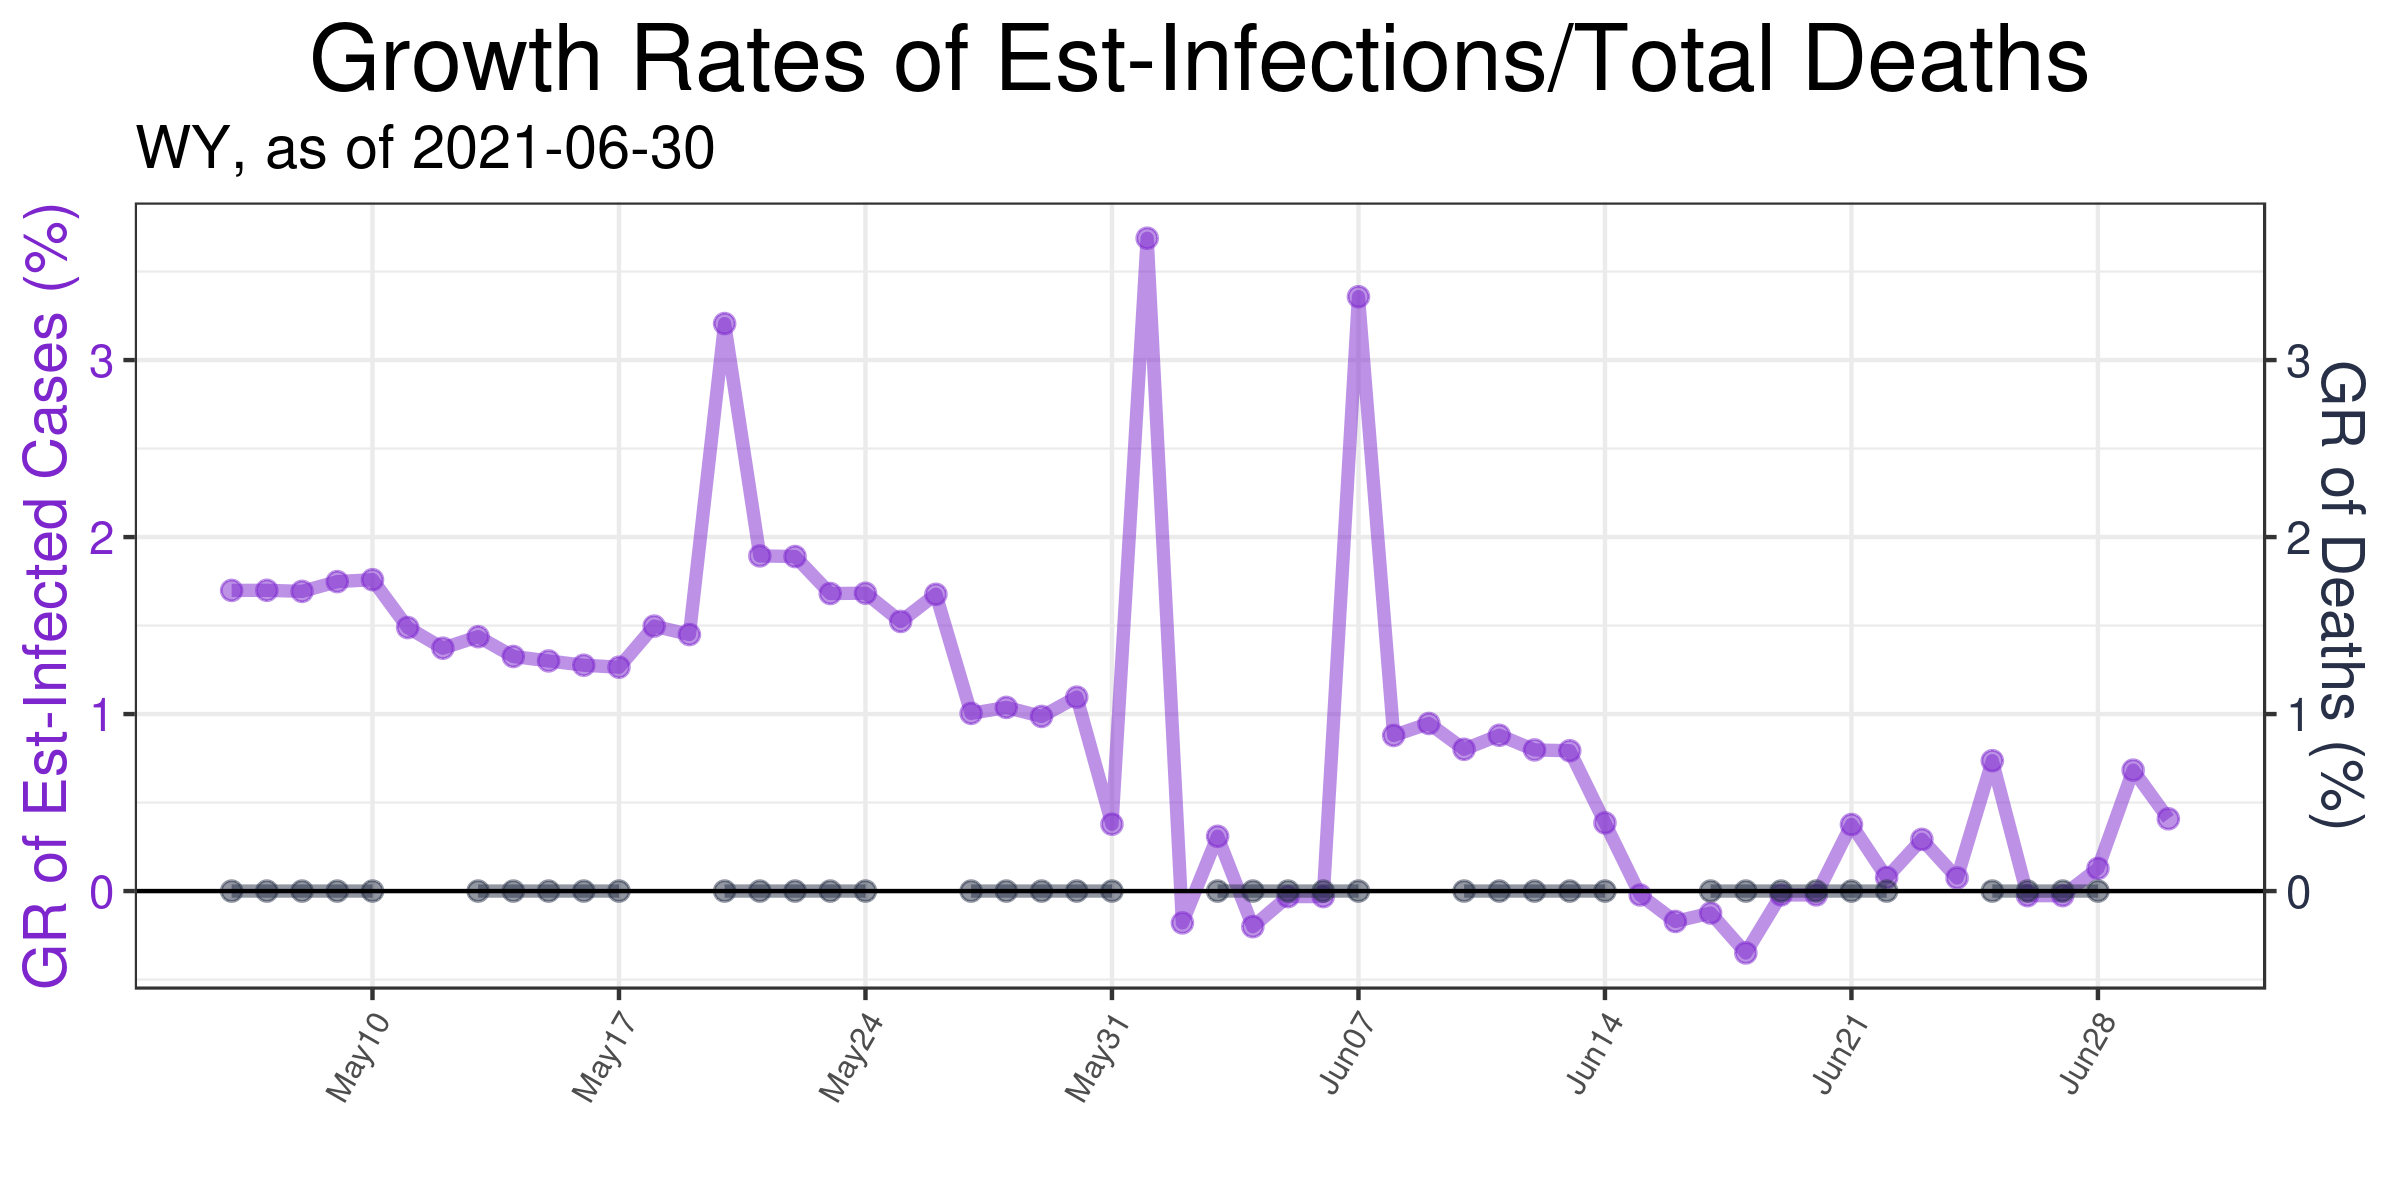 Growth Rates of Est-Infections/Total Deaths
WY, as of 2021-06-30
GR of Est-Infected Cases (%)
3
2
1
0
3
2
1
0
GR of Deaths (%)
May10
May17
May24
May31
Jun07
Jun14
Jun21
Jun28